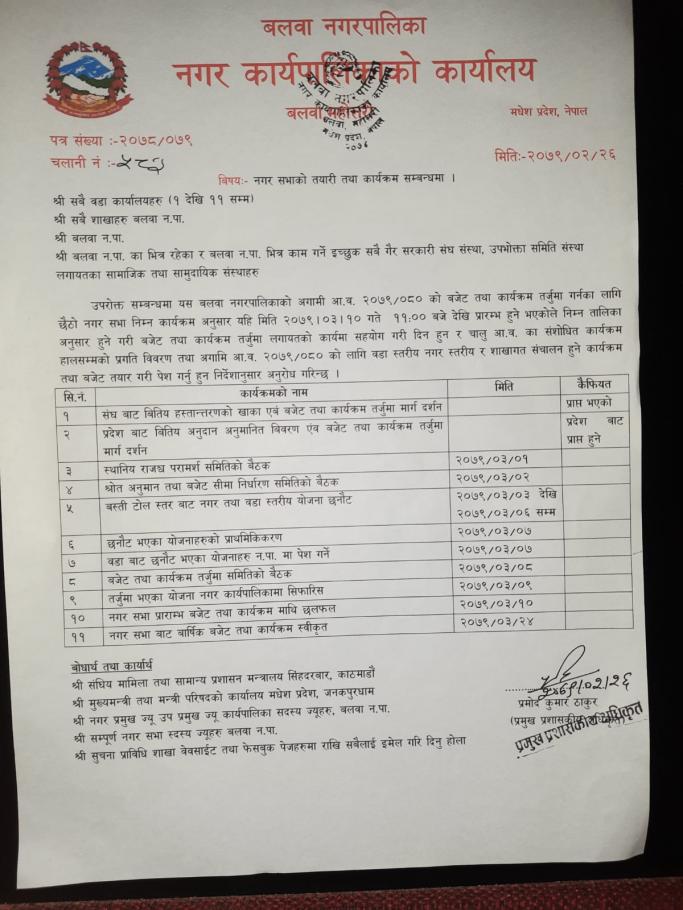 बलवा नगरपालिका
नगर कार्यपालिकाको कार्यालय
बलवा महोत्तरी
मधेश प्रदेश, नेपाल
बलवा नगरपालिका
नगर कार्यपालिकाको कार्यालय
बलवा, महोत्तरी
मधेश प्रदेश, नेपाल
२०७४
पत्र संख्या :-२०७८/०७९
चलानी नं :-
मितिः-२०७९/०२/२६
बिषयः- नगर सभाको तयारी तथा कार्यक्रम सम्बन्धमा ।
श्री सबै वडा कार्यालयहरु (१ देखि ११ सम्म)
श्री सबै शाखाहरु बलवा न.पा.
श्री बलवा न.पा.
श्री बलवा न.पा. का भित्र रहेका र बलवा न.पा. भित्र काम गर्ने इच्छुक सबै गैर सरकारी संघ संस्था, उपभोक्ता समिति संस्था
लगायतका सामाजिक तथा सामुदायिक संस्थाहरु
उपरोक्त सम्बन्धमा यस बलवा नगरपालिकाको अगामी आ.व. २०७९/०८० को बजेट तथा कार्यक्रम तर्जुमा गर्नका लागि
छैठो नगर सभा निम्न कार्यक्रम अनुसार यहि मिति २०७९।०३।१० गते ११:०० बजे देखि प्रारम्भ हुने भएकोले निम्न तालिका
अनुसार हुने गरी बजेट तथा कार्यक्रम तर्जुमा लगायतको कार्यमा सहयोग गरी दिन हुन र चालु आ.व. का संशोधित कार्यक्रम
हालसम्मको प्रगति विवरण तथा अगामि आ.व. २०७९/०८० को लागि वडा स्तरीय नगर स्तरीय र शाखागत संचालन हुने कार्यक्रम
तथा बजेट तयार गरी पेश गर्नु हुन निर्देशानुसार अनुरोध गरिन्छ ।
सि.नं. कार्यक्रमको नाम मिति कैफियत
१ संघ बाट बितिय हस्तान्तरणको खाका एवं बजेट तथा कार्यक्रम तर्जुमा मार्ग दर्शन प्राप्त भएको
२ प्रदेश बाट बितिय अनुदान अनुमानित बिवरण एंव बजेट तथा कार्यक्रम तर्जुमा प्रदेश बाट
मार्ग दर्शन प्राप्त हुने
३ स्थानिय राजश्व परामर्श समितिको बैठक २०७९/०३/०१
४ श्रोत अनुमान तथा बजेट सीमा निर्धारण समितिको बैठक २०७९/०३/०२
५ बस्ती टोल स्तर बाट नगर तथा वडा स्तरीय योजना छनौट २०७९/०३/०३ देखि
२०७९/०३/०६ सम्म
६ छनौट भएका योजनाहरुको प्राथमिकिकरण २०७९/०३/०७
७ वडा बाट छनौट भएका योजनाहरु न.पा. मा पेश गर्ने २०७९/०३/०७
८ बजेट तथा कार्यक्रम तर्जुमा समितिको बैठक २०७९/०३/०८
९ तर्जुमा भएका योजना नगर कार्यपालिकामा सिफारिस २०७९/०३/०९
१० नगर सभा प्राराम्भ बजेट तथा कार्यक्रम माथि छलफल २०७९/०३/१०
११ नगर सभा बाट बार्षिक बजेट तथा कार्यक्रम स्वीकृत २०७९/०३/२४
बोधार्थ तथा कार्यार्थ
श्री संघिय मामिला तथा सामान्य प्रशासन मन्त्रालय सिंहदरबार, काठमाडौं
श्री मुख्यमन्त्री तथा मन्त्री परिषदको कार्यालय मधेश प्रदेश, जनकपुरधाम
श्री नगर प्रमुख ज्यू उप प्रमुख ज्यू कार्यपालिका सदस्य ज्यूहरु, बलवा न.पा.
श्री सम्पूर्ण नगर सभा स्दस्य ज्यूहरु बलवा न.पा.
श्री सुचना प्राविधि शाखा वेवसाईट तथा फेसबुक पेजहरुमा राखि सबैलाई इमेल गरि दिनु होला
प्रमोद कुमार ठाकुर
(प्रमुख प्रशासकीय अधिकृत)
प्रमुख प्रशासकीय अधिकृत